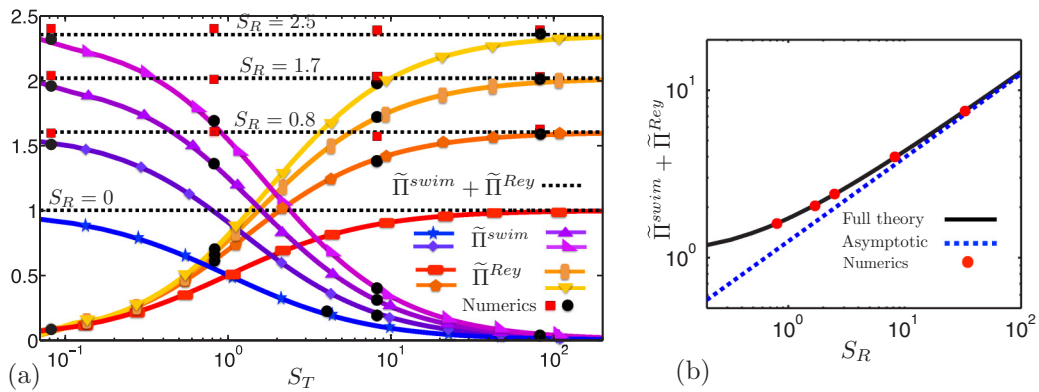 2.5
2
1.5
1
0.5
0
S_R = 2.5
S_R = 1.7
S_R = 0.8
S_R = 0
Π̃^swim + Π̃^Rey
Π̃^swim
Π̃^Rey
Numerics
10^-1
10^0
10^1
10^2
S_T
(a)
Π̃^swim + Π̃^Rey
10^1
10^0
Full theory
Asymptotic
Numerics
10^0
10^1
10^2
S_R
(b)